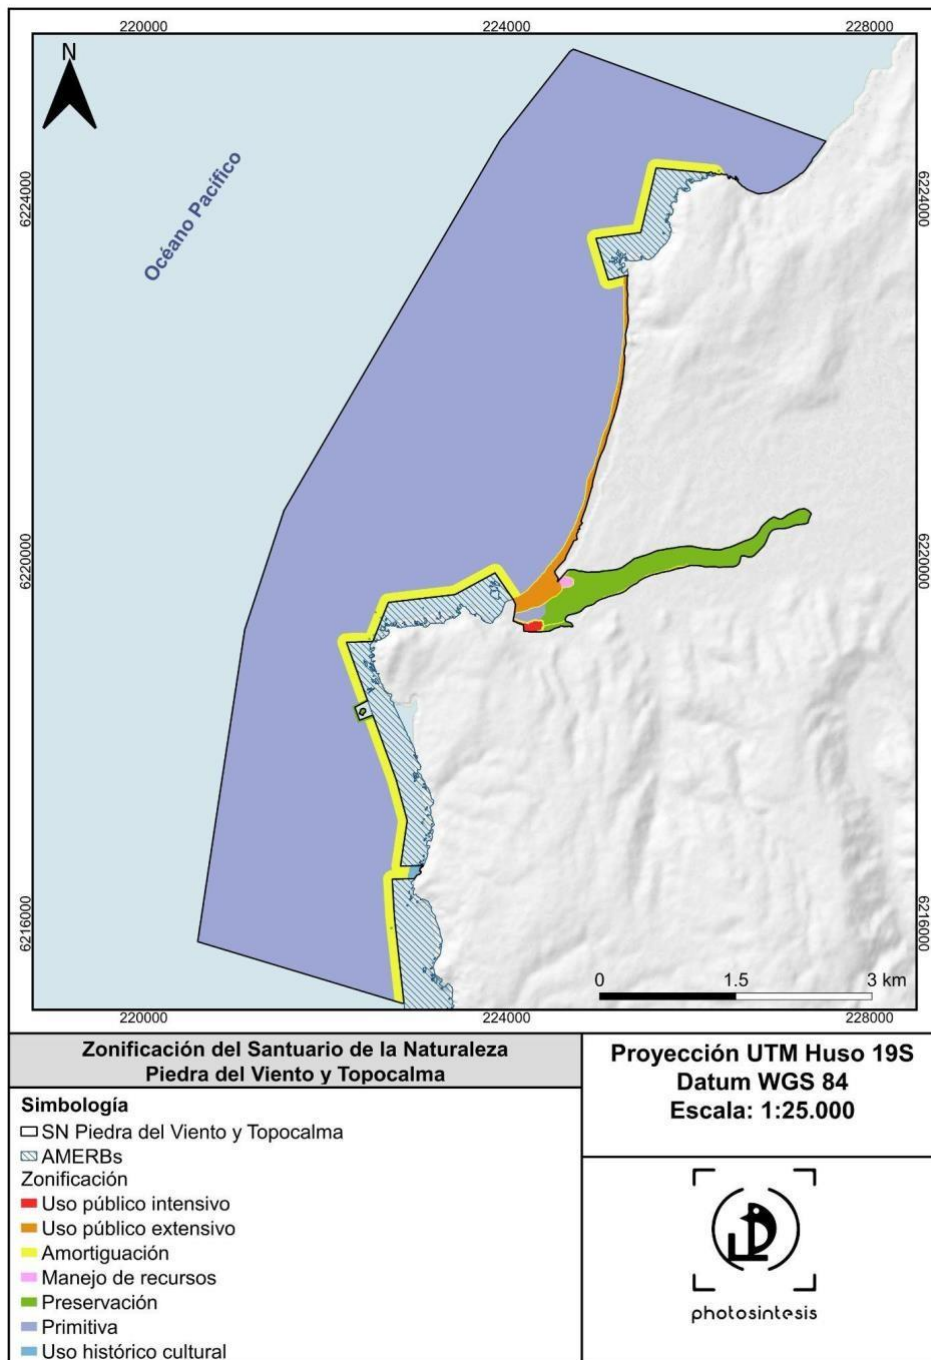 220000
224000
228000
N
Océano Pacífico
6224000
6224000
6220000
6220000
6216000
6216000
0
1.5
3 km
220000
224000
228000
Zonificación del Santuario de la Naturaleza
Piedra del Viento y Topocalma
Proyección UTM Huso 19S
Datum WGS 84
Escala: 1:25.000
Simbología
SN Piedra del Viento y Topocalma
AMERBs
Zonificación
Uso público intensivo
Uso público extensivo
Amortiguación
Manejo de recursos
Preservación
Primitiva
Uso histórico cultural
photosintesis